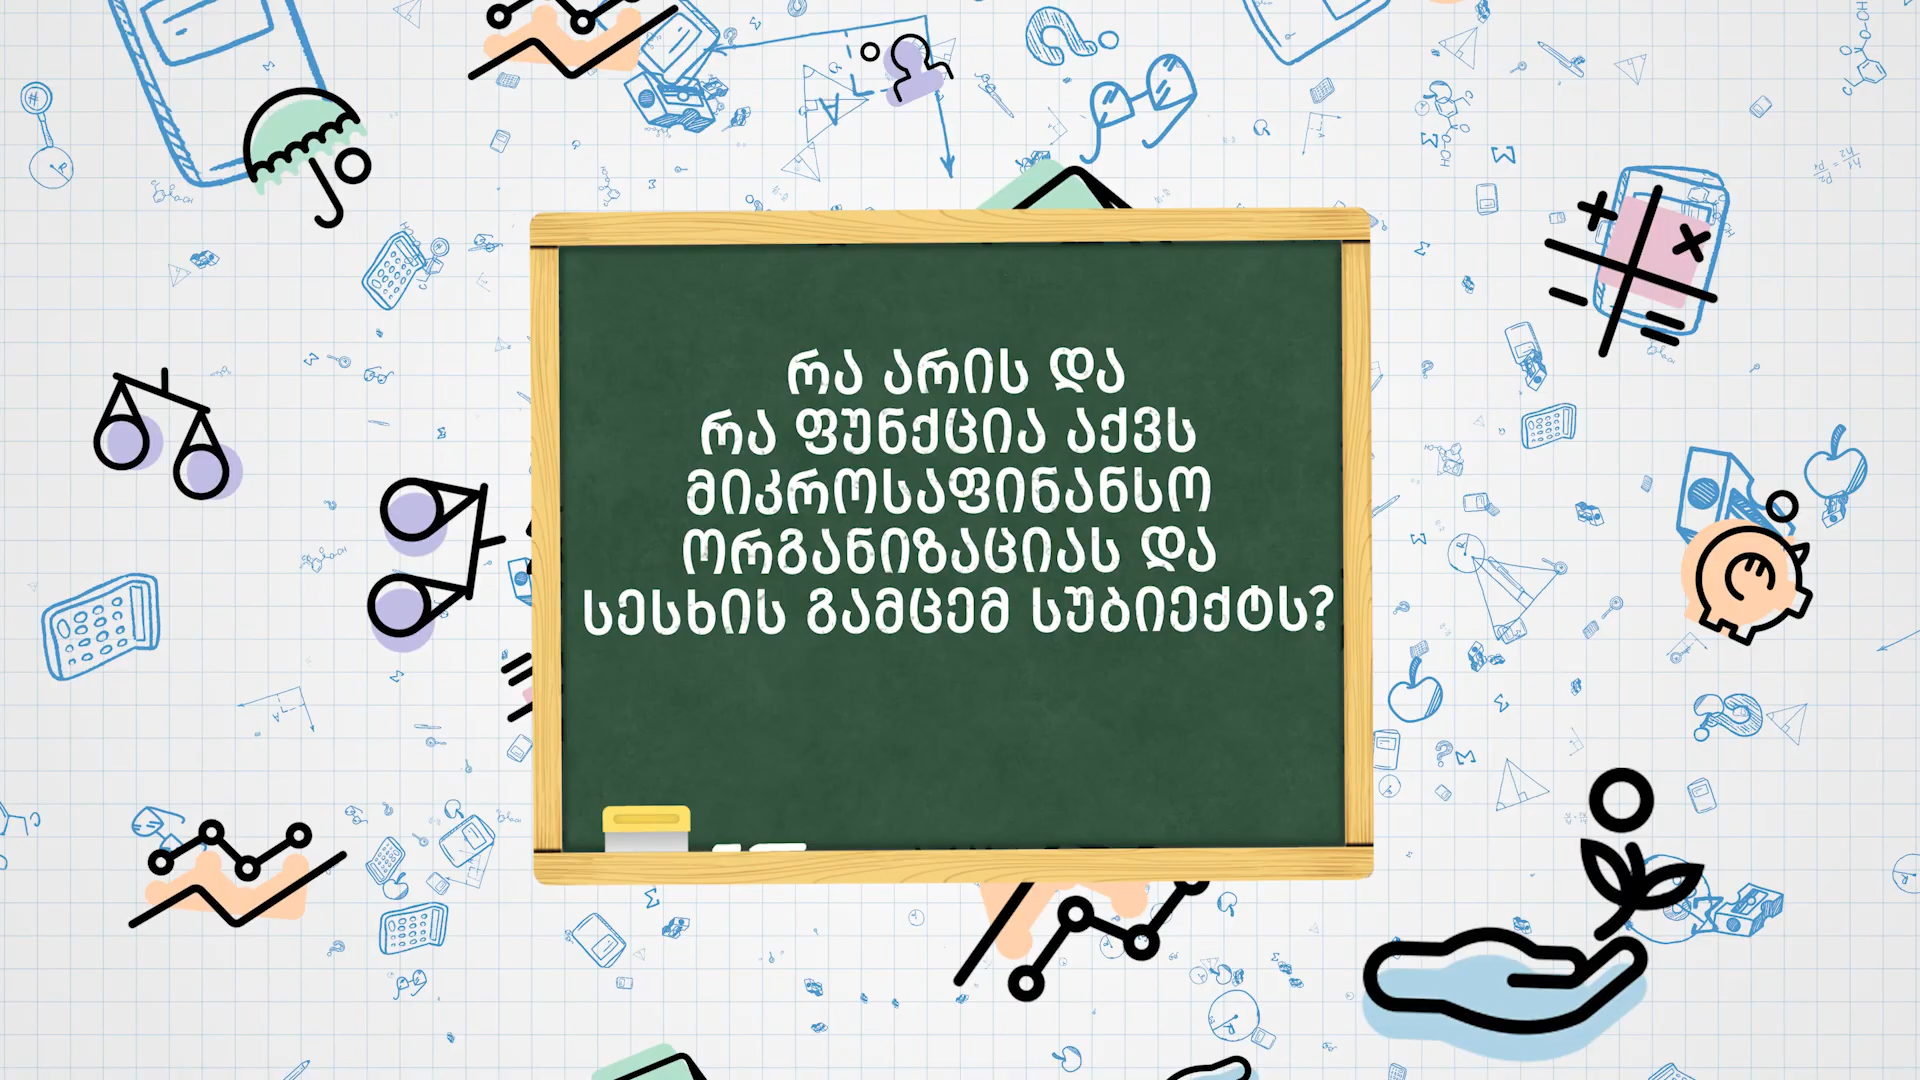 რა არის და
რა ფუნქცია აქვს
მიკროსაფინანსო
ორგანიზაციას და
სესხის გამცემ სუბიექტს?